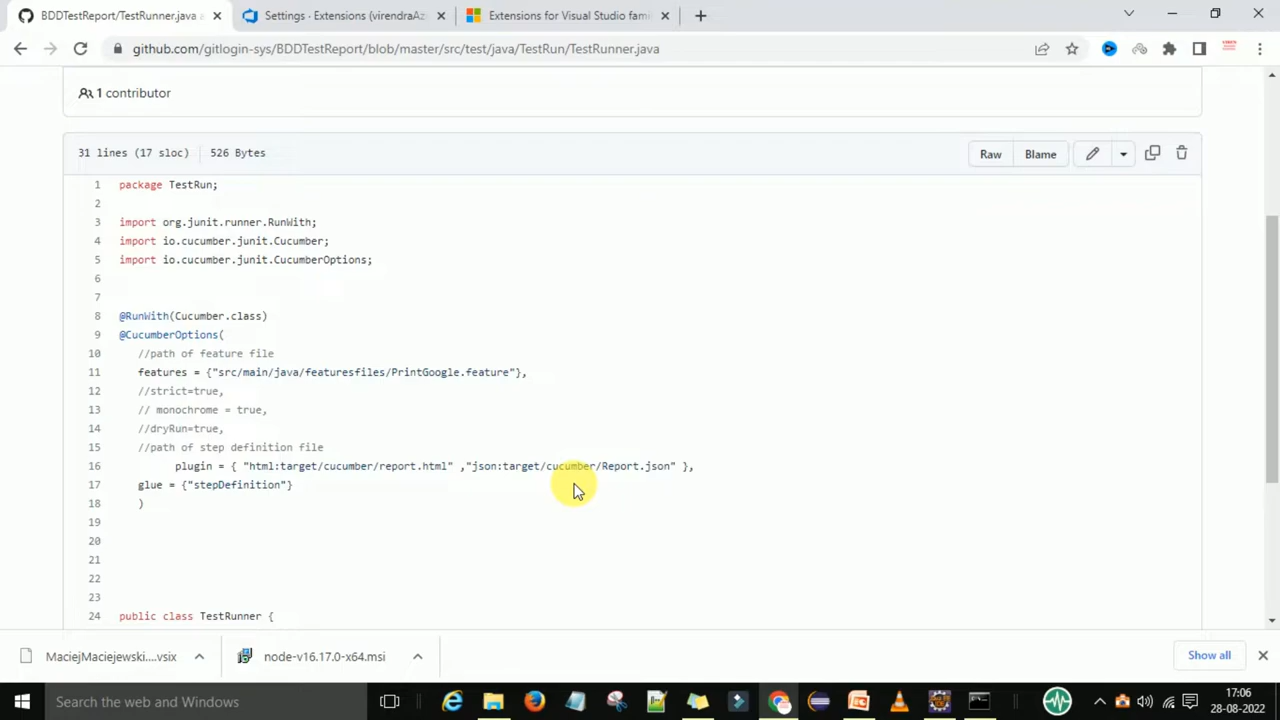 BDDTestReport/TestRunner.java a
Settings · Extensions (virendraAz
Extensions for Visual Studio fami
github.com/gitlogin-sys/BDDTestReport/blob/master/src/test/java/TestRun/TestRunner.java
1 contributor
31 lines (17 sloc) 526 Bytes
Raw Blame
1 package TestRun;
2
3 import org.junit.runner.RunWith;
4 import io.cucumber.junit.Cucumber;
5 import io.cucumber.junit.CucumberOptions;
6
7
8 @RunWith(Cucumber.class)
9 @CucumberOptions(
10 //path of feature file
11 features = {"src/main/java/featuresfiles/PrintGoogle.feature"},
12 //strict=true,
13 // monochrome = true,
14 //dryRun=true,
15 //path of step definition file
16 plugin = { "html:target/cucumber/report.html" ,"json:target/cucumber/Report.json" },
17 glue = {"stepDefinition"}
18 )
19
20
21
22
23
24 public class TestRunner {
MaciejMaciejewski....vsix
node-v16.17.0-x64.msi
Show all
Search the web and Windows
17:06
28-08-2022